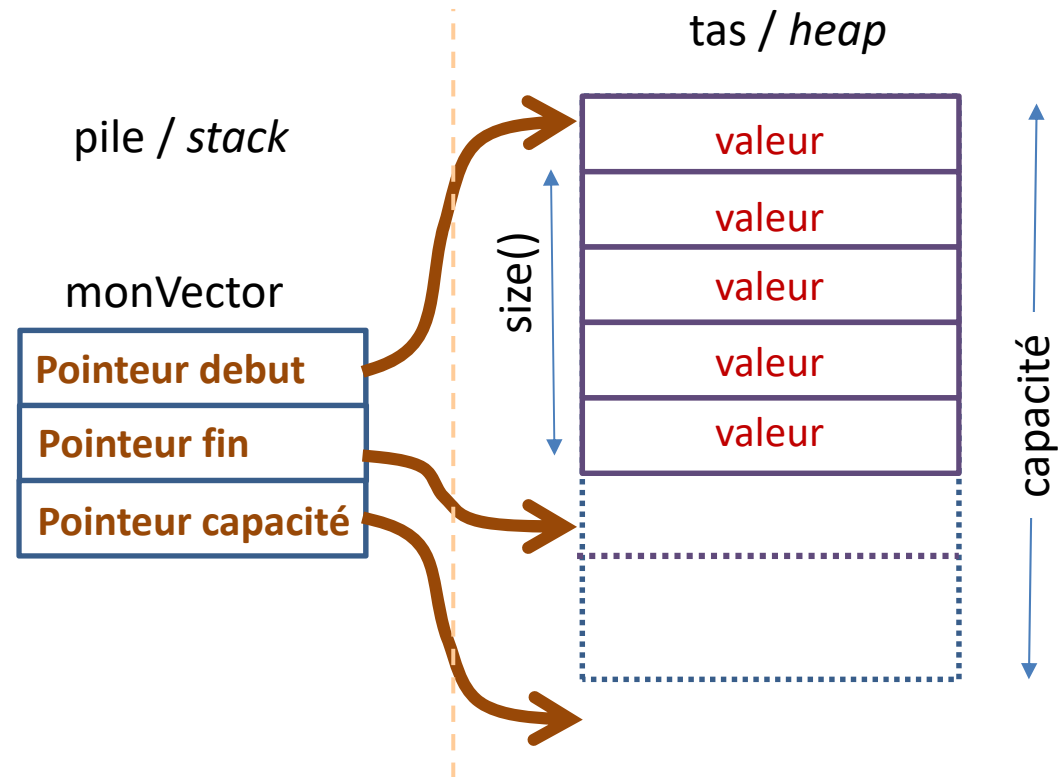 tas / heap
pile / stack
monVector
Pointeur debut
Pointeur fin
Pointeur capacité
size()
valeur
valeur
valeur
valeur
valeur
capacité